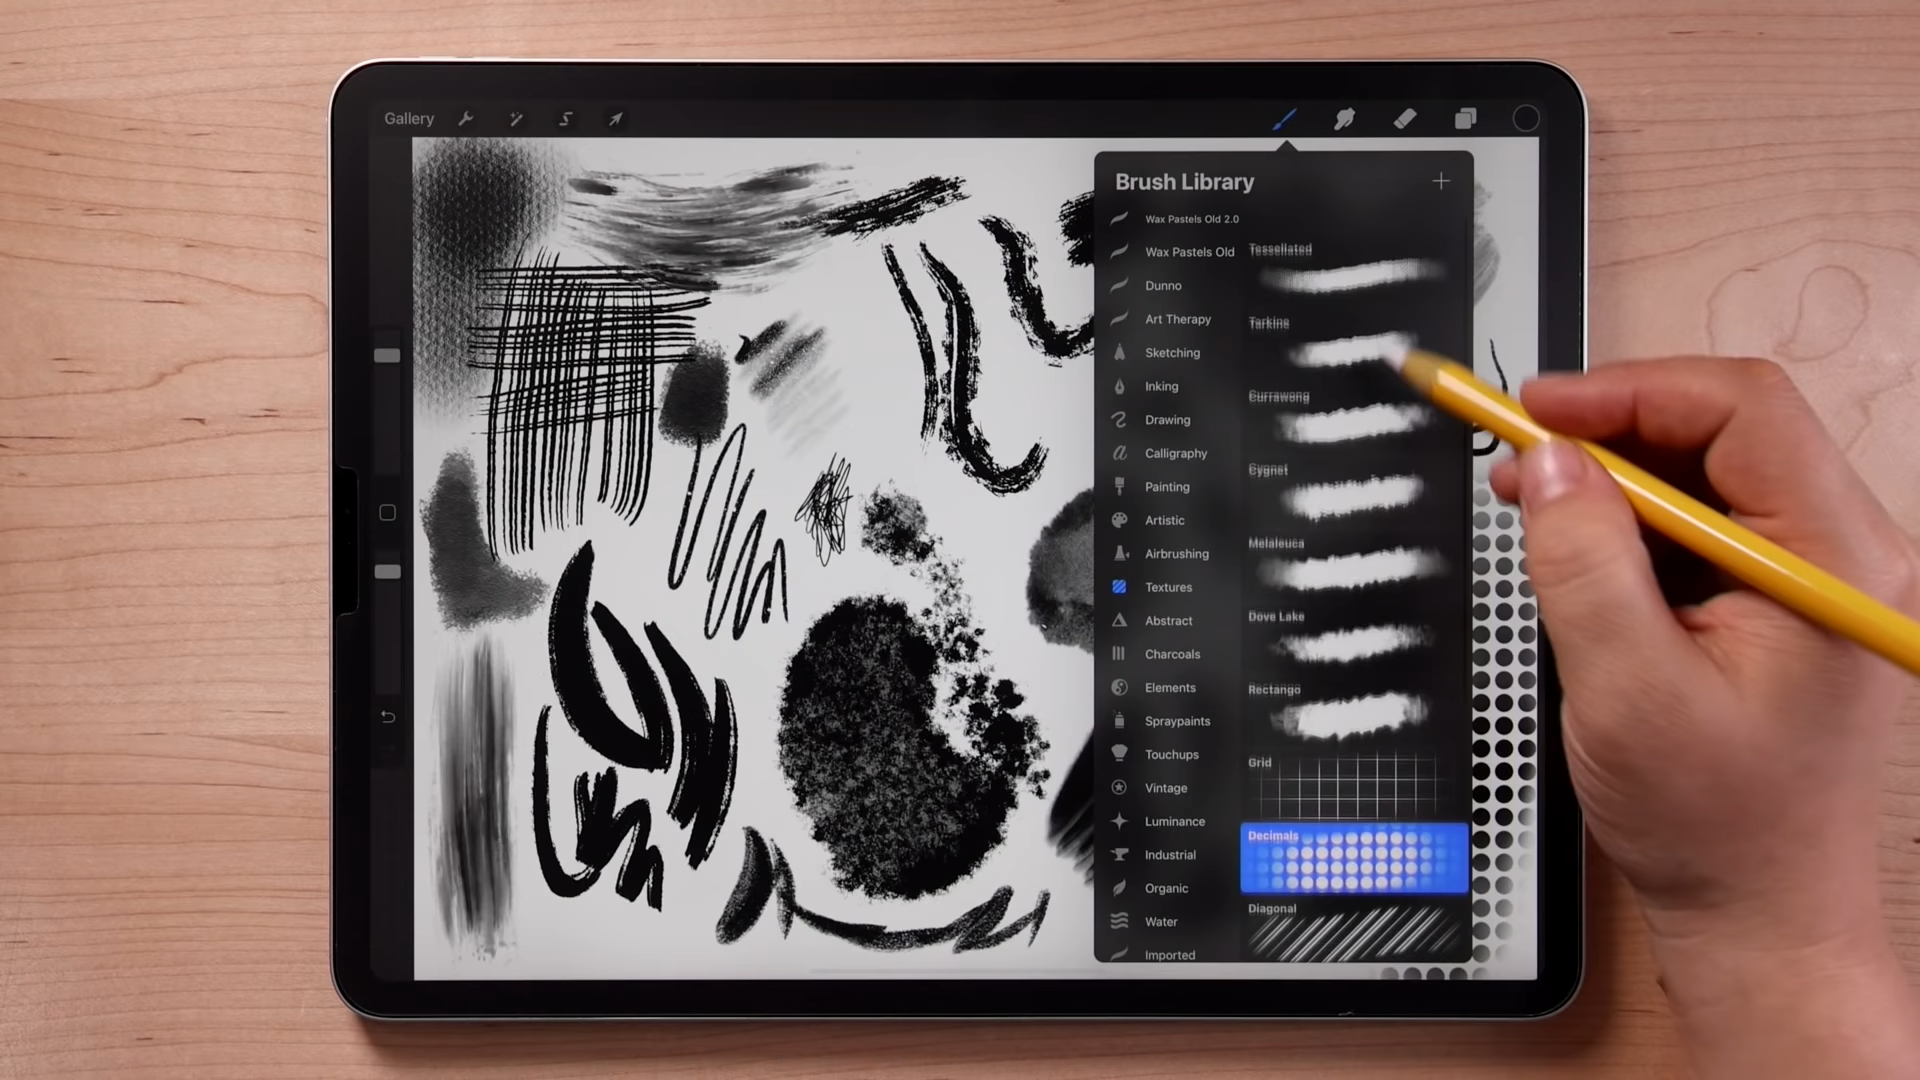 Gallery
Brush Library
Wax Pastels Old 2.0
Wax Pastels Old
Dunno
Art Therapy
Sketching
Inking
Drawing
Calligraphy
Painting
Artistic
Airbrushing
Textures
Abstract
Charcoals
Elements
Spraypaints
Touchups
Vintage
Luminance
Industrial
Organic
Water
Imported
Tessellated
Tarkine
Currawong
Cygnet
Melaleuca
Dove Lake
Rectango
Grid
Decimals
Diagonal